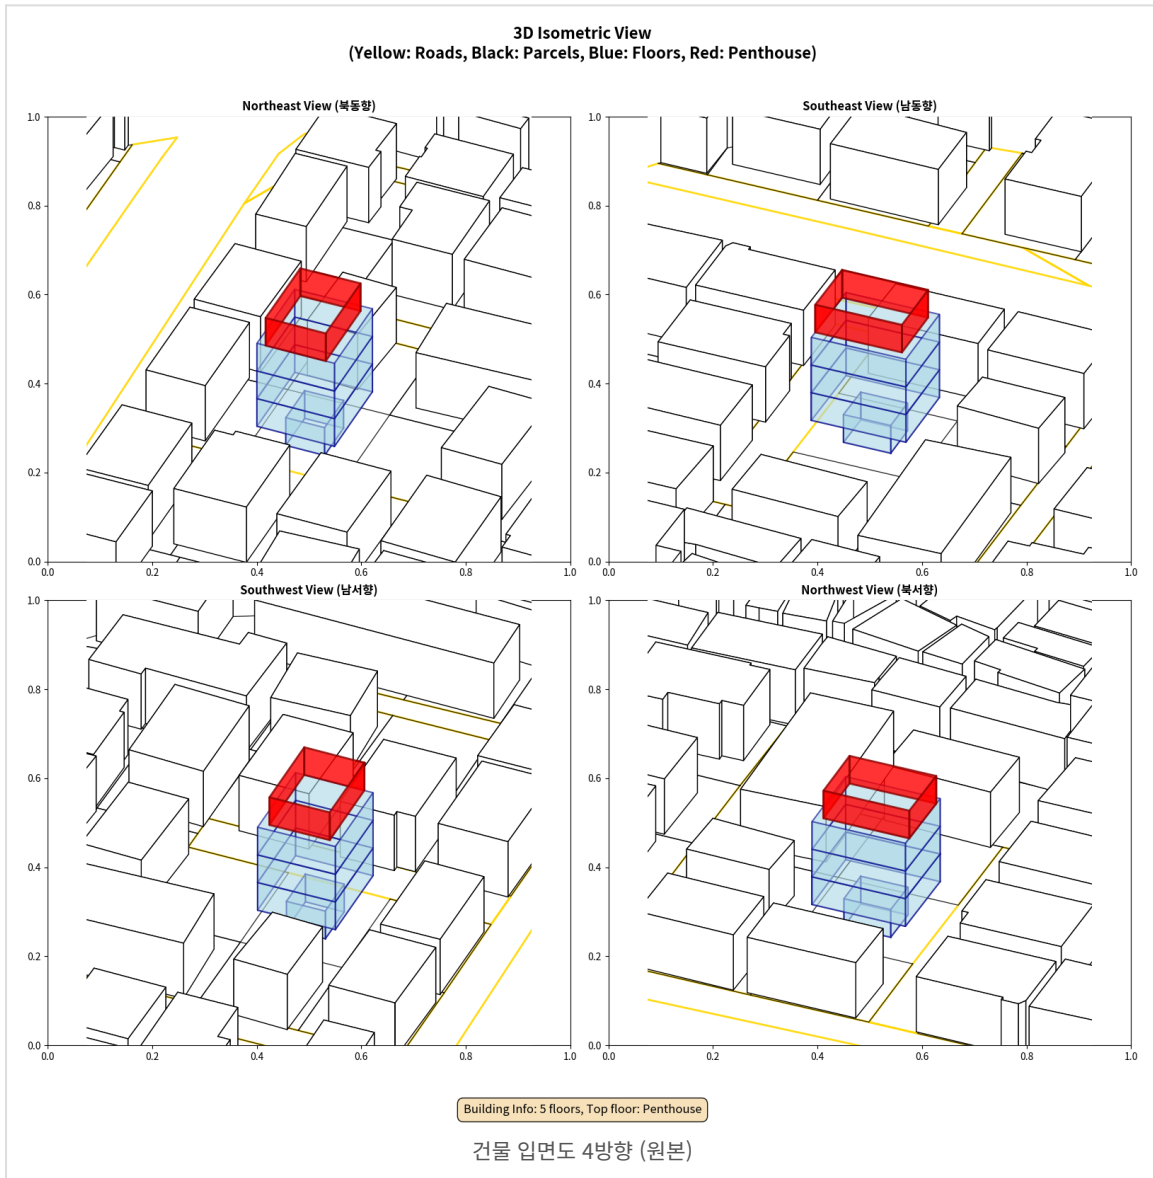 3D Isometric View
(Yellow: Roads, Black: Parcels, Blue: Floors, Red: Penthouse)
Northeast View (북동향)
1.0
0.8
0.6
0.4
0.2
0.0
0.0 0.2 0.4 0.6 0.8 1.0
Southeast View (남동향)
1.0
0.8
0.6
0.4
0.2
0.0
0.0 0.2 0.4 0.6 0.8 1.0
Southwest View (남서향)
1.0
0.8
0.6
0.4
0.2
0.0
0.0 0.2 0.4 0.6 0.8 1.0
Northwest View (북서향)
1.0
0.8
0.6
0.4
0.2
0.0
0.0 0.2 0.4 0.6 0.8 1.0
Building Info: 5 floors, Top floor: Penthouse
건물 입면도 4방향 (원본)